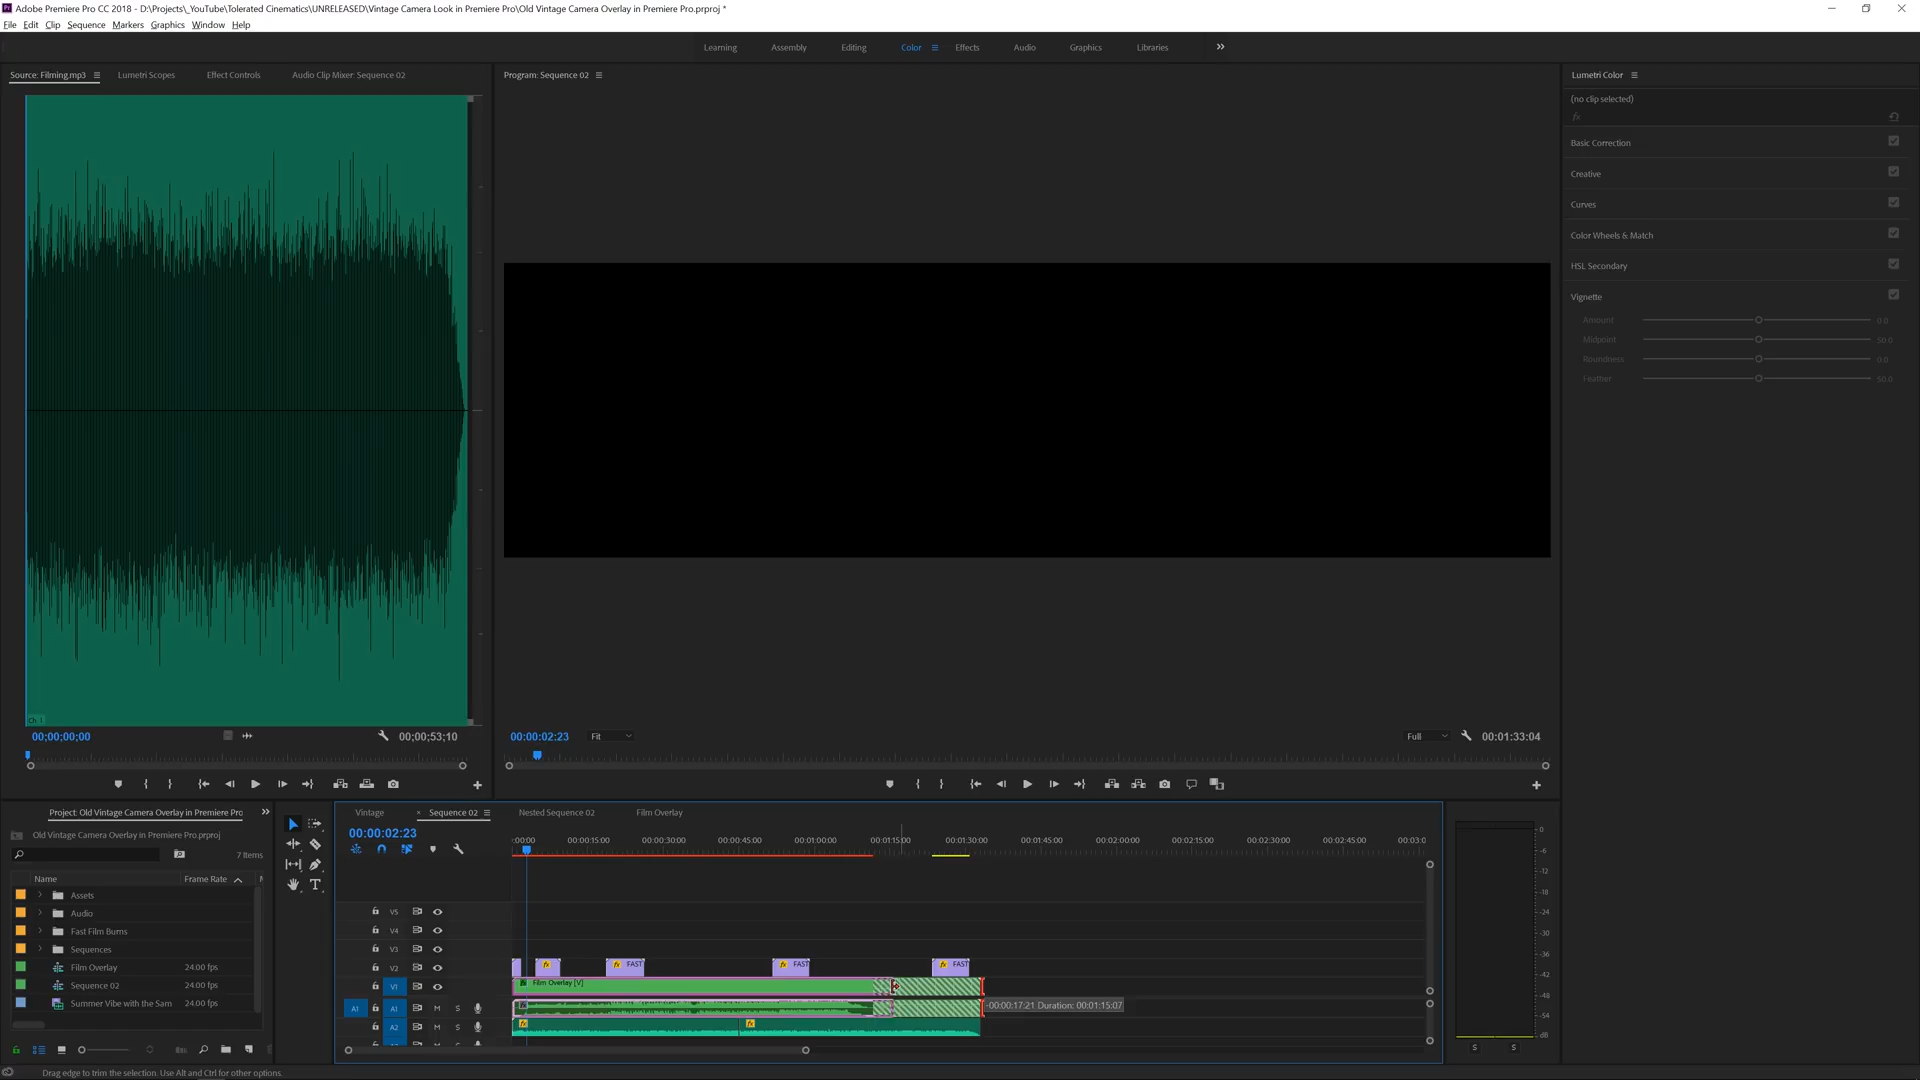 Adobe Premiere Pro CC 2018 - D:\Projects\_YouTube\Tolerated Cinematics\UNRELEASED\Vintage Camera Look in Premiere Pro\Old Vintage Camera Overlay in Premiere Pro.prproj *
File Edit Clip Sequence Markers Graphics Window Help
Learning Assembly Editing Color Effects Audio Graphics Libraries
Source: Filming.mp3 Lumetri Scopes Effect Controls Audio Clip Mixer: Sequence 02
Program: Sequence 02
Lumetri Color
(no clip selected)
fx
Basic Correction
Creative
Curves
Color Wheels & Match
HSL Secondary
Vignette
Amount 0.0
Midpoint 50.0
Roundness 0.0
Feather 50.0
Ch. 1
00;00;00;00 00;00;53;10
00:00:02:23 Fit Full 00:01:33:04
Project: Old Vintage Camera Overlay in Premiere Pro
Old Vintage Camera Overlay in Premiere Pro.prproj
7 Items
Name Frame Rate
Assets
Audio
Fast Film Burns
Sequences
Film Overlay 24.00 fps
Sequence 02 24.00 fps
Summer Vibe with the Sam 24.00 fps
Vintage × Sequence 02 Nested Sequence 02 Film Overlay
00:00:02:23
:00:00 00:00:15:00 00:00:30:00 00:00:45:00 00:01:00:00 00:01:15:00 00:01:30:00 00:01:45:00 00:02:00:00 00:02:15:00 00:02:30:00 00:02:45:00 00:03:0
V5
V4
V3
V2 fx fx FAST fx FAST fx FAST
V1 fx Film Overlay [V]
A1 A1 M S
-00:00:17:21 Duration: 00:01:15:07
A2 M S fx fx
0
-6
-12
-18
-24
-30
-36
-42
-48
-54
dB
S S
Drag edge to trim the selection. Use Alt and Ctrl for other options.